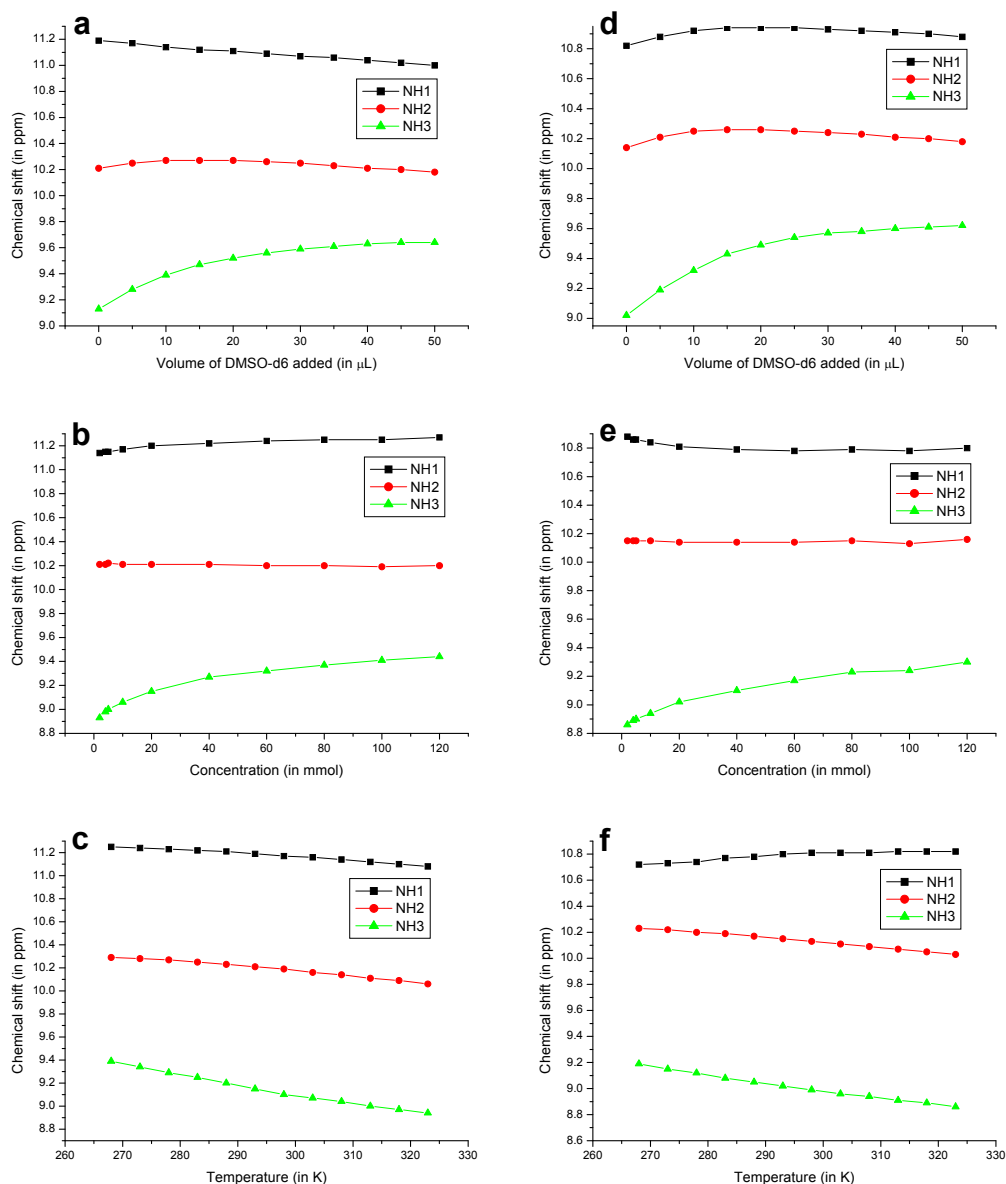 a
Chemical shift (in ppm)
11.2
11.0
10.8
10.6
10.4
10.2
10.0
9.8
9.6
9.4
9.2
9.0
NH1
NH2
NH3
0 10 20 30 40 50
Volume of DMSO-d6 added (in μL)
d
Chemical shift (in ppm)
10.8
10.6
10.4
10.2
10.0
9.8
9.6
9.4
9.2
9.0
NH1
NH2
NH3
0 10 20 30 40 50
Volume of DMSO-d6 added (in μL)
b
Chemical shift (in ppm)
11.2
11.0
10.8
10.6
10.4
10.2
10.0
9.8
9.6
9.4
9.2
9.0
8.8
NH1
NH2
NH3
0 20 40 60 80 100 120
Concentration (in mmol)
e
Chemical shift (in ppm)
10.8
10.6
10.4
10.2
10.0
9.8
9.6
9.4
9.2
9.0
8.8
NH1
NH2
NH3
0 20 40 60 80 100 120
Concentration (in mmol)
c
Chemical shift (in ppm)
11.2
11.0
10.8
10.6
10.4
10.2
10.0
9.8
9.6
9.4
9.2
9.0
8.8
NH1
NH2
NH3
260 270 280 290 300 310 320 330
Temperature (in K)
f
Chemical shift (in ppm)
10.8
10.6
10.4
10.2
10.0
9.8
9.6
9.4
9.2
9.0
8.8
8.6
NH1
NH2
NH3
260 270 280 290 300 310 320 330
Temperature (in K)